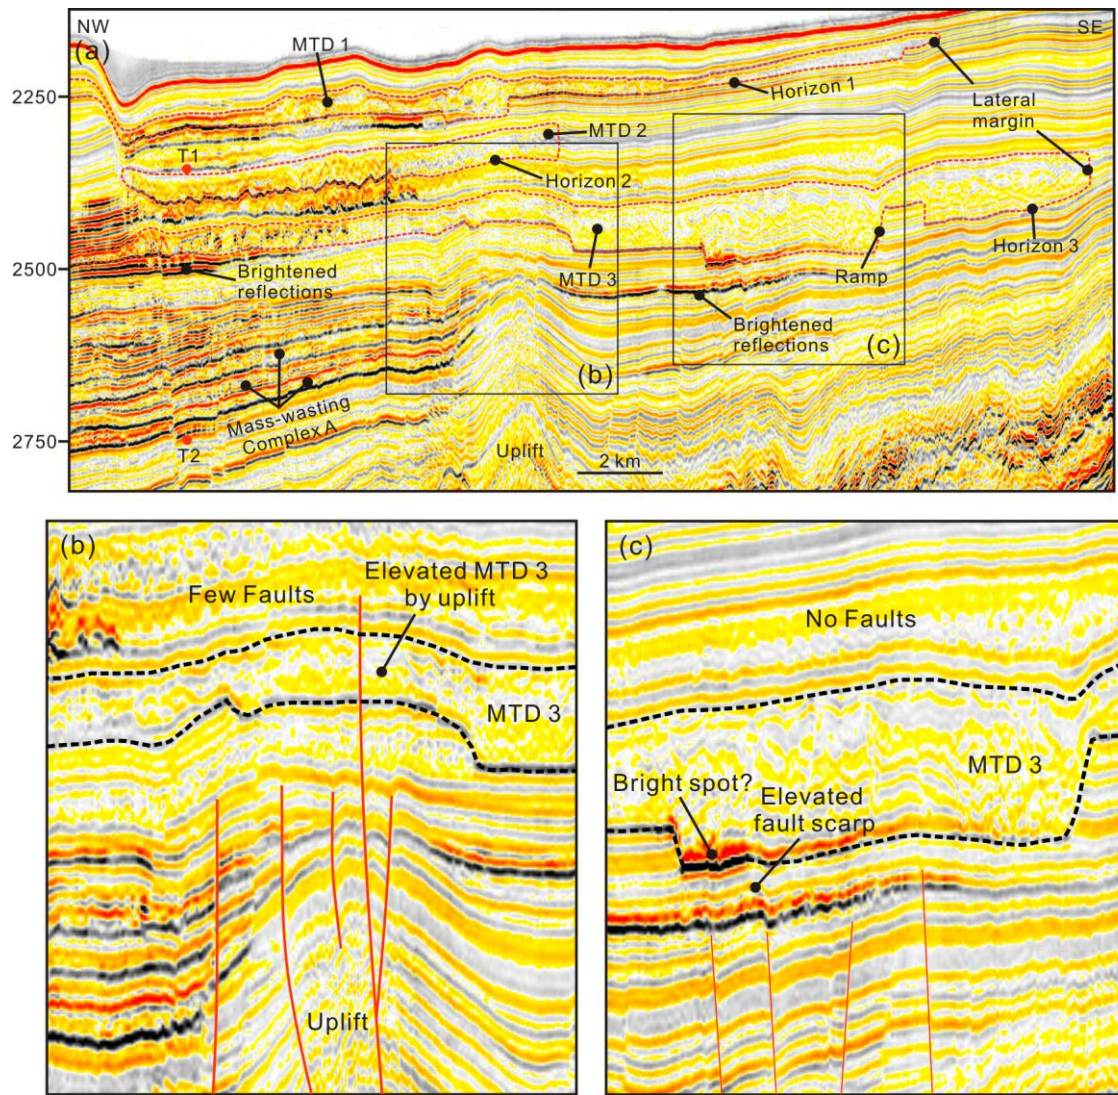 (a)
NW
SE
MTD 1
Horizon 1
Lateral
margin
2250
T1
MTD 2
Horizon 2
Horizon 3
2500
Brightened
reflections
MTD 3
Ramp
Brightened
reflections
(c)
(b)
Mass-wasting
Complex A
2750
T2
Uplift
2 km
(b)
Few Faults
Elevated MTD 3
by uplift
MTD 3
Uplift
(c)
No Faults
MTD 3
Bright spot?
Elevated
fault scarp